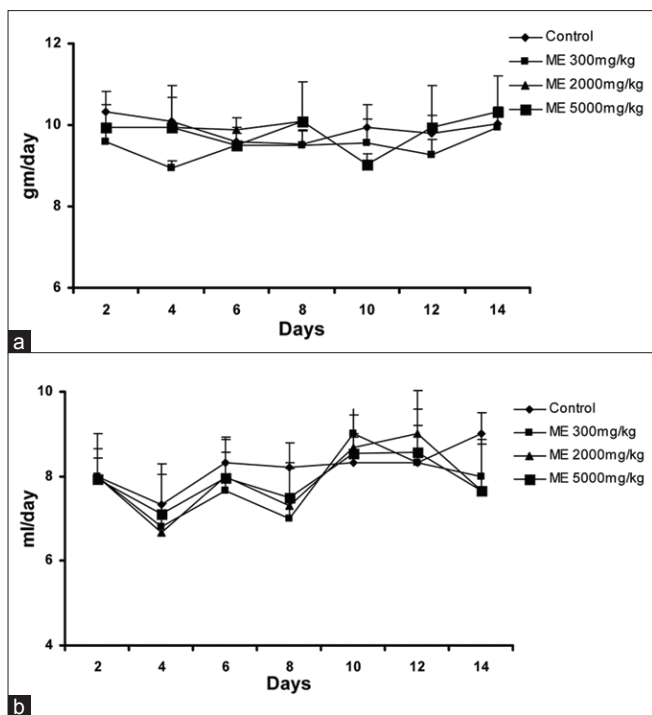 12
10
8
6
gm/day
2 4 6 8 10 12 14
Days
Control
ME 300mg/kg
ME 2000mg/kg
ME 5000mg/kg
a
10
8
6
4
ml/day
2 4 6 8 10 12 14
Days
Control
ME 300mg/kg
ME 2000mg/kg
ME 5000mg/kg
b